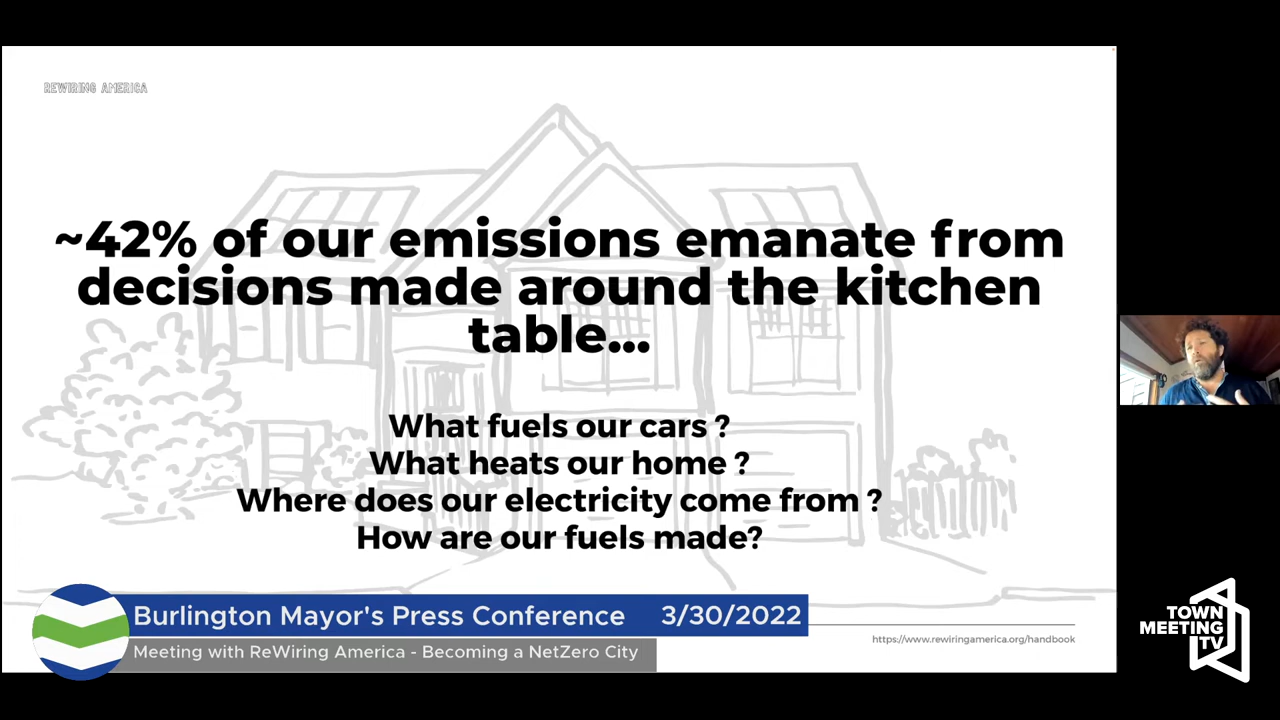 REWIRING AMERICA
~42% of our emissions emanate from
decisions made around the kitchen
table...
What fuels our cars ?
What heats our home ?
Where does our electricity come from ?
How are our fuels made?
Burlington Mayor's Press Conference 3/30/2022
Meeting with ReWiring America - Becoming a NetZero City
https://www.rewiringamerica.org/handbook
TOWN
MEETING
TV